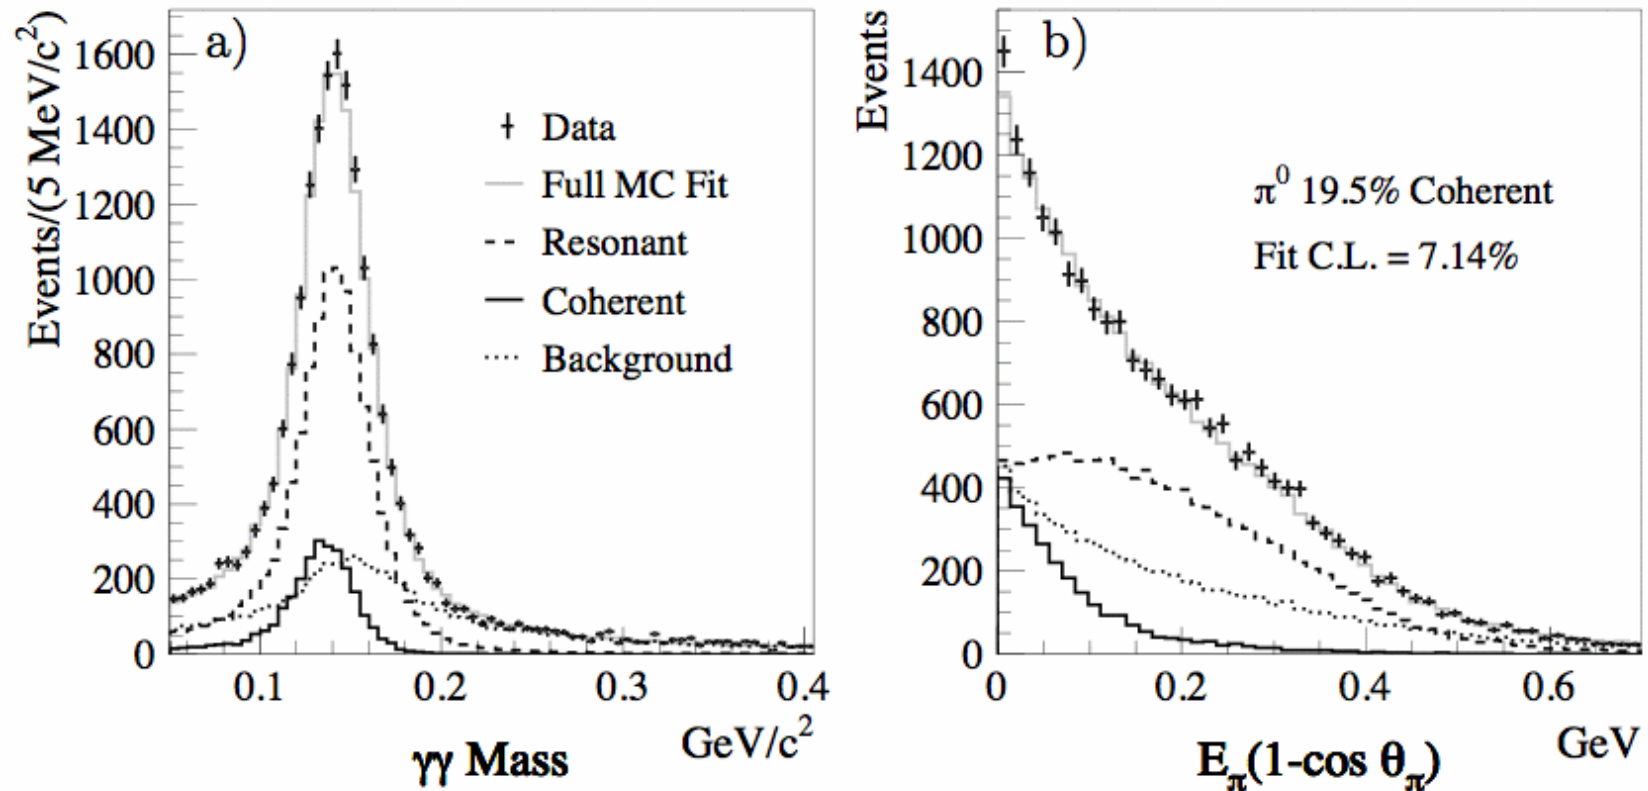 a)
Events/(5 MeV/c²)
1600
1400
1200
1000
800
600
400
200
0
Data
Full MC Fit
Resonant
Coherent
Background
0.1 0.2 0.3 0.4
GeV/c²
γγ Mass
b)
Events
1400
1200
1000
800
600
400
200
0
π⁰ 19.5% Coherent
Fit C.L. = 7.14%
0 0.2 0.4 0.6
GeV
E_π(1-cos θ_π)